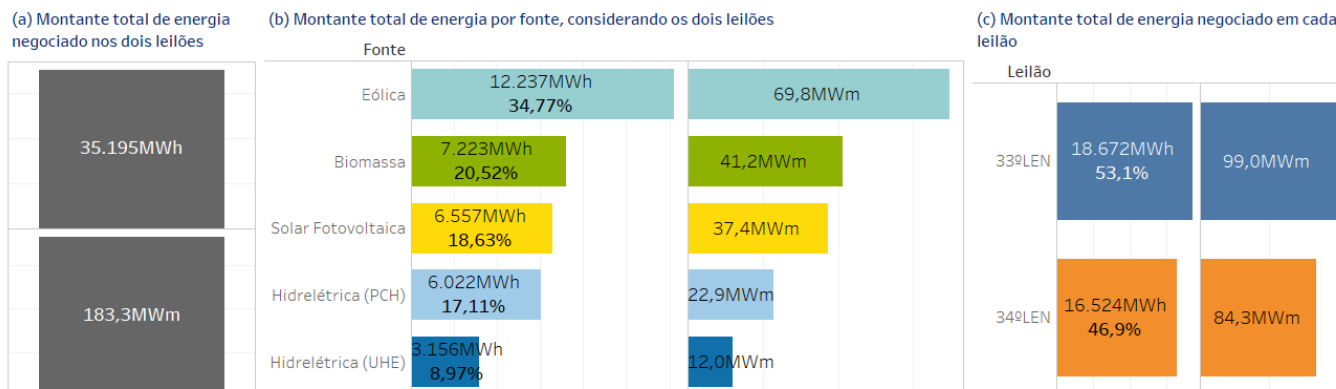 (a) Montante total de energia
negociado nos dois leilões
35.195MWh
183,3MWm
(b) Montante total de energia por fonte, considerando os dois leilões
Fonte
Eólica
12.237MWh
34,77%
69,8MWm
Biomassa
7.223MWh
20,52%
41,2MWm
Solar Fotovoltaica
6.557MWh
18,63%
37,4MWm
Hidrelétrica (PCH)
6.022MWh
17,11%
22,9MWm
Hidrelétrica (UHE)
3.156MWh
8,97%
12,0MWm
(c) Montante total de energia negociado em cada
leilão
Leilão
33ºLEN
18.672MWh
53,1%
99,0MWm
34ºLEN
16.524MWh
46,9%
84,3MWm